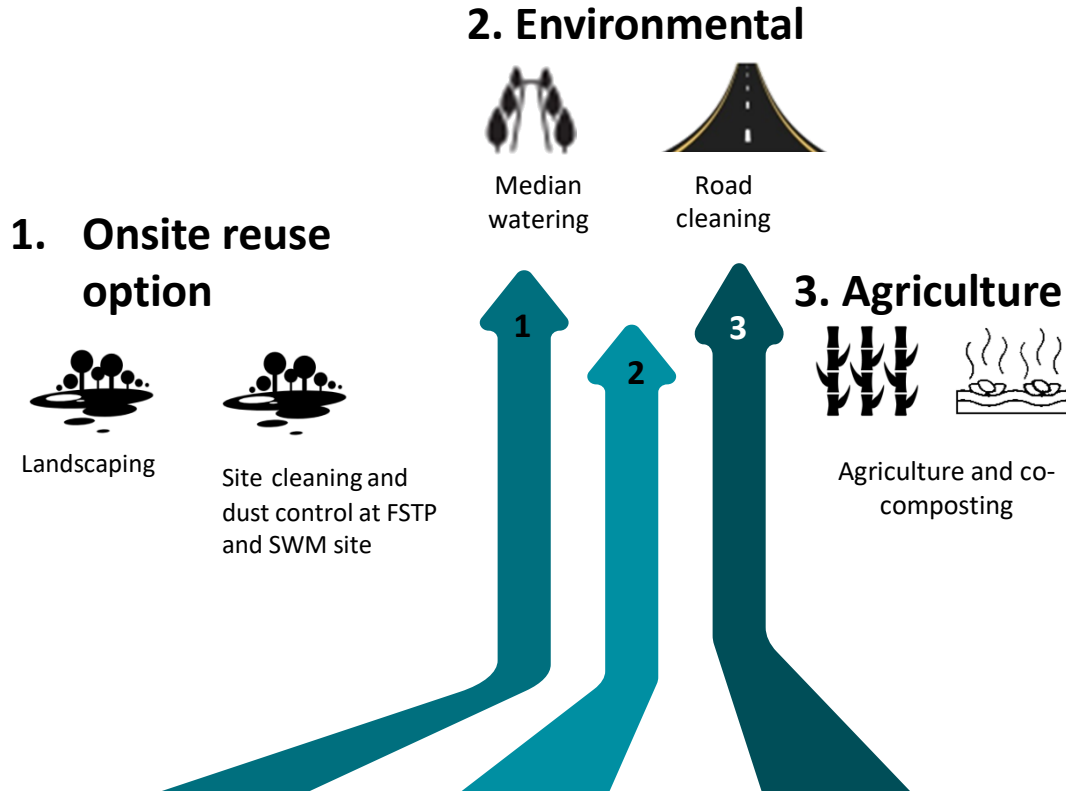 2. Environmental
Median
watering
Road
cleaning
1. Onsite reuse
option
Landscaping
Site cleaning and
dust control at FSTP
and SWM site
3. Agriculture
Agriculture and co-
composting
1
2
3